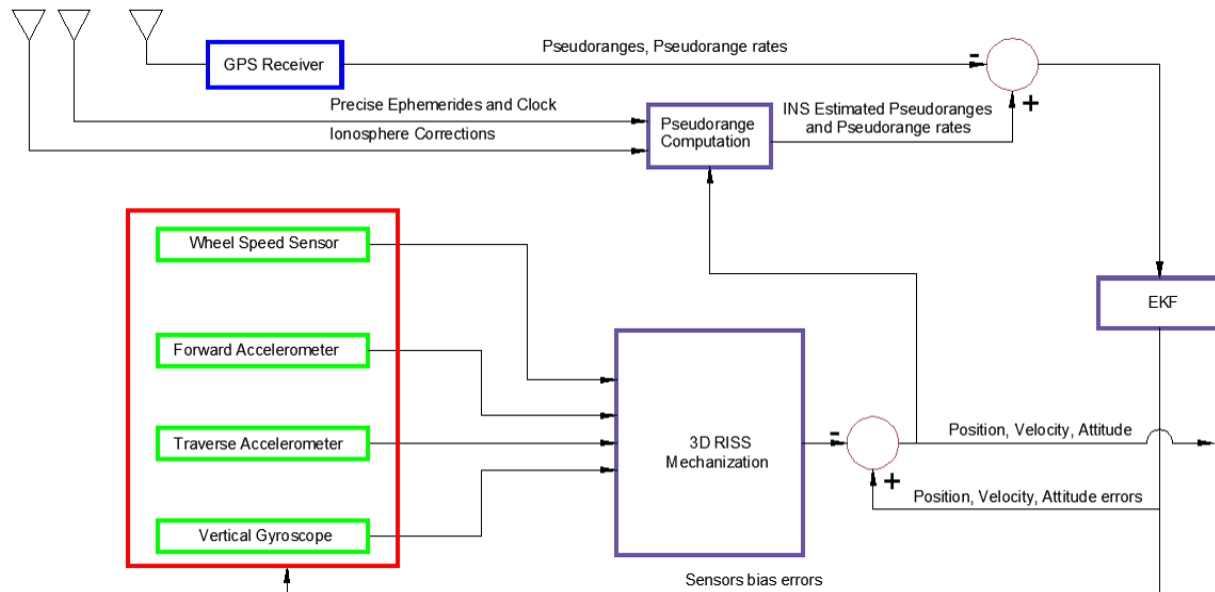 Pseudoranges, Pseudorange rates
-
GPS Receiver
Precise Ephemerides and Clock
Ionosphere Corrections
Pseudorange
Computation
INS Estimated Pseudoranges
and Pseudorange rates
+
Wheel Speed Sensor
Forward Accelerometer
Traverse Accelerometer
Vertical Gyroscope
3D RISS
Mechanization
EKF
-
Position, Velocity, Attitude
+
Position, Velocity, Attitude errors
Sensors bias errors